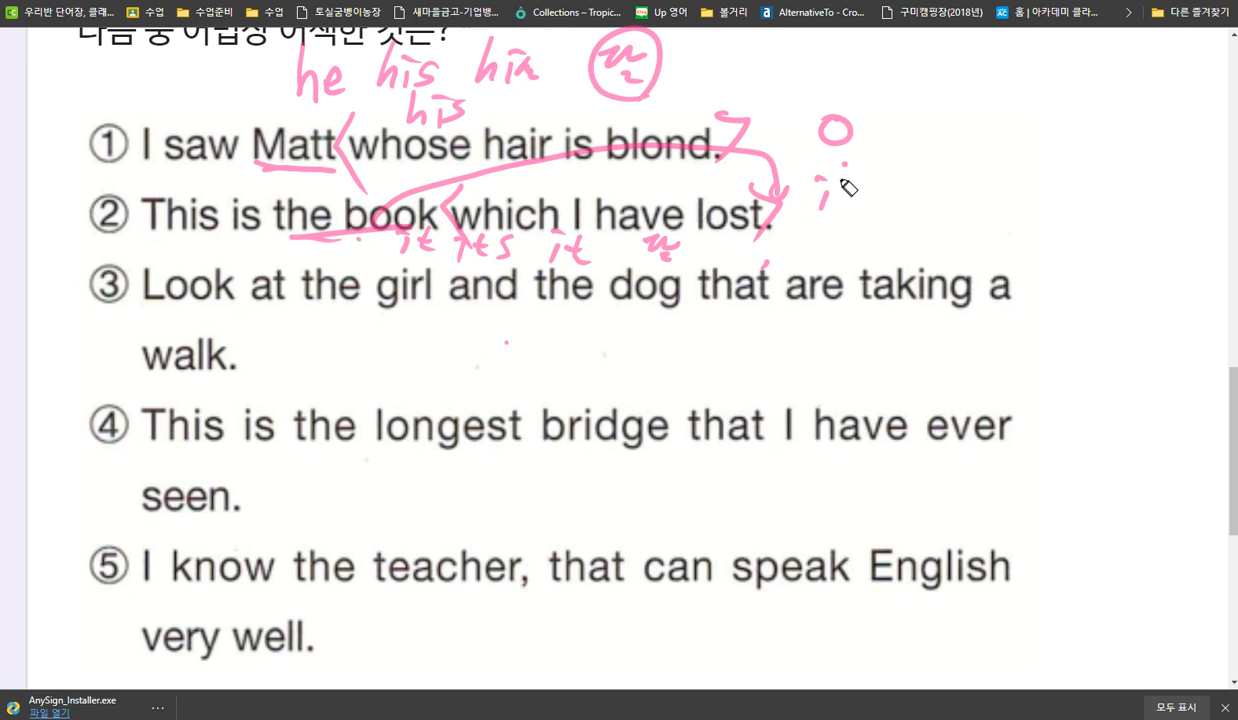 우리반 단어장, 클래... 수업 수업준비 수업 토실굼벵이농장 새마을금고-기업뱅... Collections – Tropic... Up 영어 볼거리 AlternativeTo - Cro... 구미캠핑장(2018년) 홈 | 아카데미 클라... 다른 즐겨찾기
다음 중 어법상 어색한 것은?
he his him
his
① I saw Matt whose hair is blond.
② This is the book which I have lost.
it its it
③ Look at the girl and the dog that are taking a
walk.
④ This is the longest bridge that I have ever
seen.
⑤ I know the teacher, that can speak English
very well.
AnySign_Installer.exe
파일 열기
모두 표시